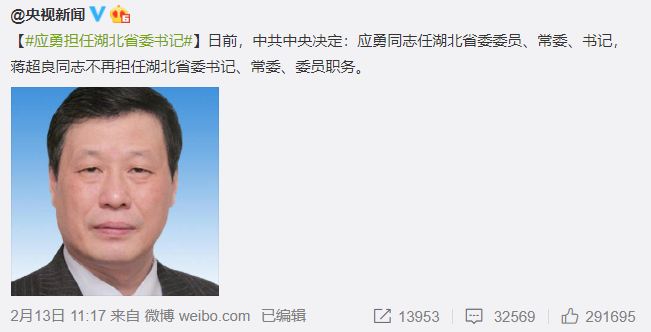 @央视新闻
【#应勇担任湖北省委书记#】日前，中共中央决定：应勇同志任湖北省委委员、常委、书记，
蒋超良同志不再担任湖北省委书记、常委、委员职务。
2月13日 11:17 来自 微博 weibo.com 已编辑 13953 32569 291695